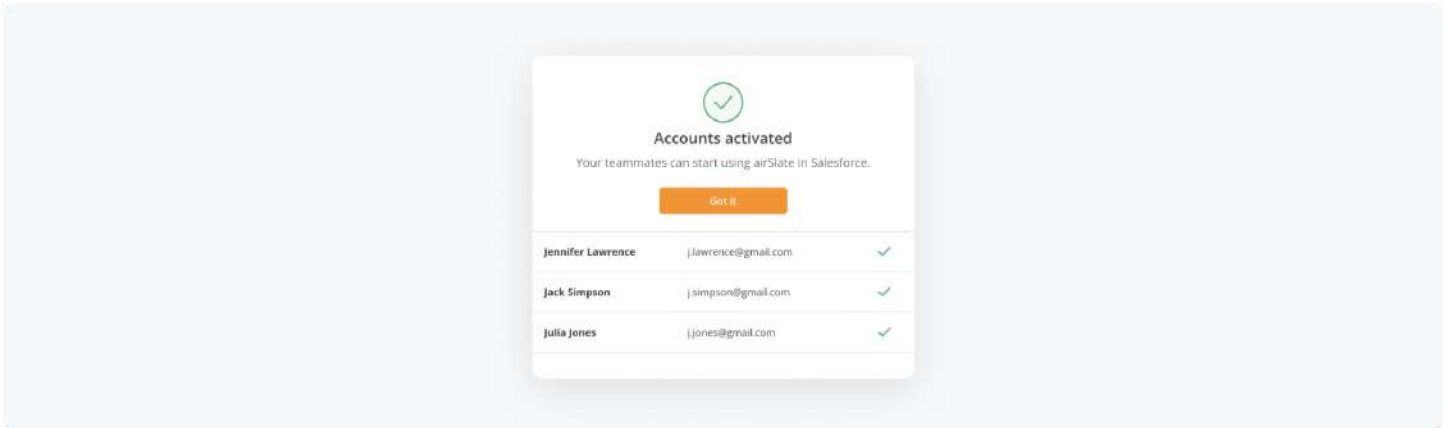 Accounts activated
Your teammates can start using airSlate in Salesforce.
Got it
Jennifer Lawrence j.lawrence@gmail.com
Jack Simpson j.simpson@gmail.com
Julia Jones j.jones@gmail.com